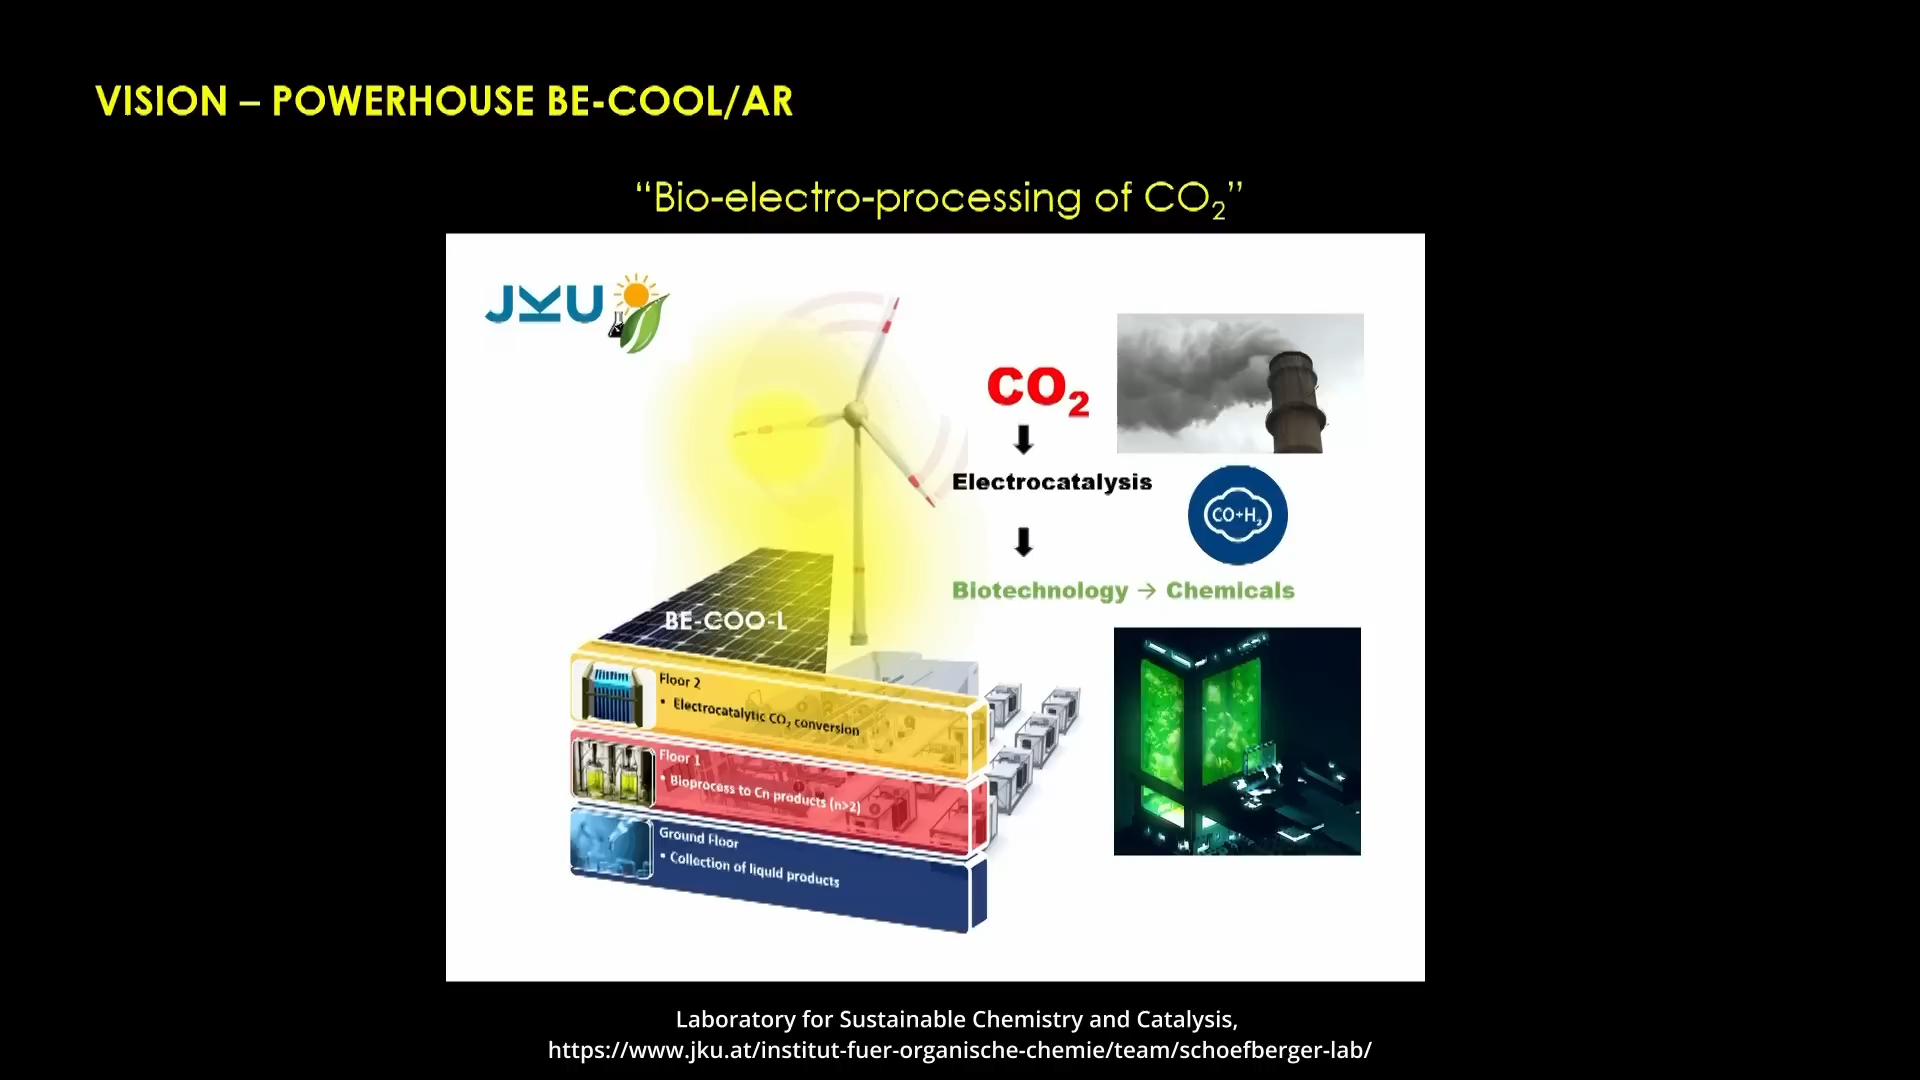 VISION – POWERHOUSE BE-COOL/AR
“Bio-electro-processing of CO₂”
JKU
CO₂
Electrocatalysis
CO+H₂
Biotechnology → Chemicals
BE-COO-L
Floor 2
• Electrocatalytic CO₂ conversion
Floor 1
• Bioprocess to Cn products (n>2)
Ground Floor
• Collection of liquid products
Laboratory for Sustainable Chemistry and Catalysis,
https://www.jku.at/institut-fuer-organische-chemie/team/schoefberger-lab/